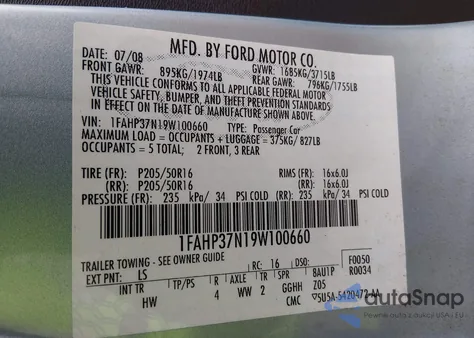 MFD. BY FORD MOTOR CO.
DATE: 07/08 GVWR: 1685KG/3715LB
FRONT GAWR: 895KG/1974LB REAR GAWR: 796KG/1755LB
THIS VEHICLE CONFORMS TO ALL APPLICABLE FEDERAL MOTOR
VEHICLE SAFETY, BUMPER, AND THEFT PREVENTION STANDARDS
IN EFFECT ON THE DATE OF MANUFACTURE SHOWN ABOVE.
VIN: 1FAHP37N19W100660 TYPE: Passenger Car
MAXIMUM LOAD = OCCUPANTS + LUGGAGE = 375KG/ 827LB
OCCUPANTS = 5 TOTAL; 2 FRONT, 3 REAR
TIRE (FR): P205/50R16 RIMS (FR): 16x6.0J
(RR): P205/50R16 (RR): 16x6.0J
PRESSURE (FR): 235 kPa/ 34 PSI COLD (RR): 235 kPa/ 34 PSI COLD
1FAHP37N19W100660
TRAILER TOWING - SEE OWNER GUIDE
EXT PNT: LS RC: 16 DSO: F0050
R0034
INT TR TP/PS R AXLE TR SPR BAU1P
HW 4 WW 2 GGHH Z05
CMC
autoSnap